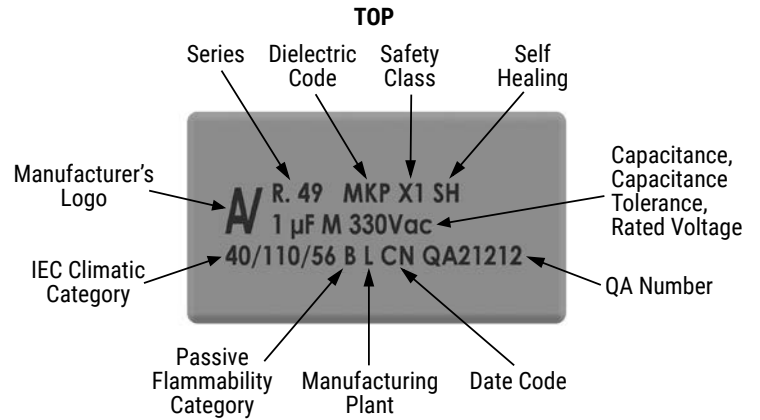 TOP
Series
Dielectric
Code
Safety
Class
Self
Healing
Manufacturer's
Logo
R. 49 MKP X1 SH
1 µF M 330Vac
40/110/56 B L CN QA21212
Capacitance,
Capacitance
Tolerance,
Rated Voltage
IEC Climatic
Category
QA Number
Passive
Flammability
Category
Manufacturing
Plant
Date Code